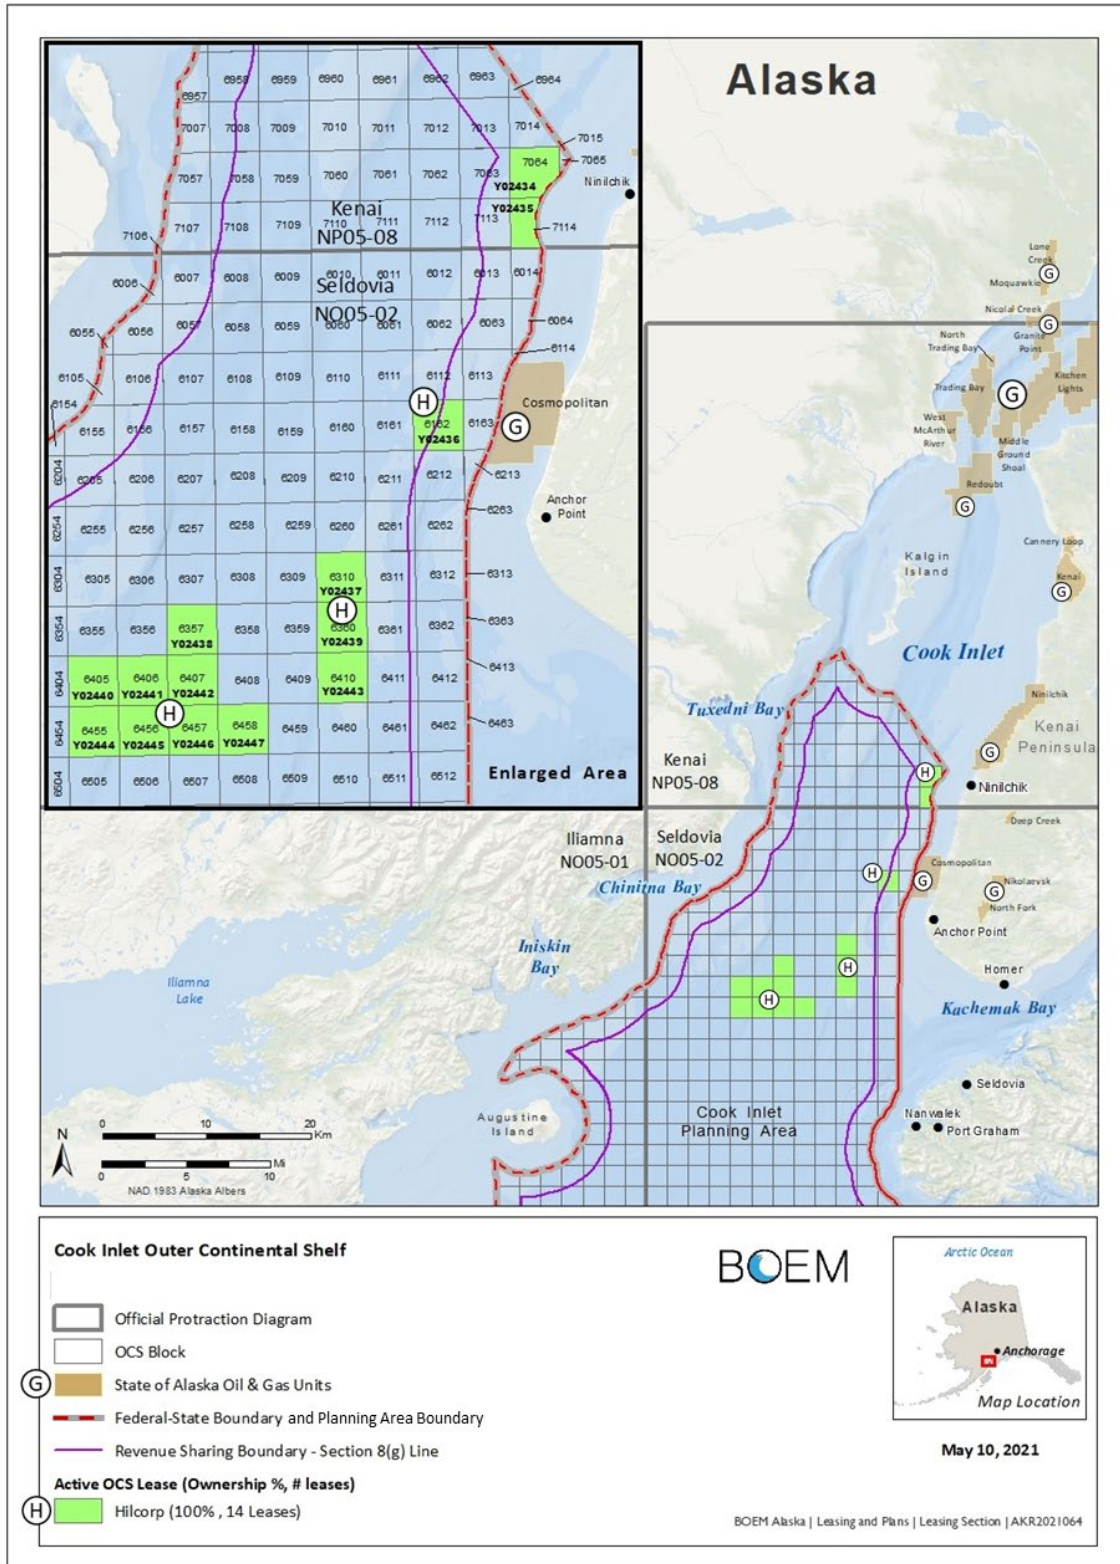 Alaska
6958 6959 6960 6961 6962 6963 6964
6957
7007 7008 7009 7010 7011 7012 7013 7014
7015
7057 7058 7059 7060 7061 7062 7063 7064 7065
Y02434
Ninilchik
Kenai
NP05-08
Y02435
7106 7107 7108 7109 7110 7111 7112 7113 7114
6006 6007 6008 6009 6010 6011 6012 6013 6014
Seldovia
NO05-02
6055 6056 6057 6058 6059 6060 6061 6062 6063 6064
6114
6105 6106 6107 6108 6109 6110 6111 6112 6113
H
Cosmopolitan
6154 6155 6156 6157 6158 6159 6160 6161 6162 6163
Y02436
G
6204 6205 6206 6207 6208 6209 6210 6211 6212 6213
Anchor
Point
6254 6255 6256 6257 6258 6259 6260 6261 6262 6263
6304 6305 6306 6307 6308 6309 6310 6311 6312 6313
Y02437
H
6354 6355 6356 6357 6358 6359 6360 6361 6362 6363
Y02438 Y02439
6404 6405 6406 6407 6408 6409 6410 6411 6412 6413
Y02440 Y02441 Y02442 Y02443
H
6454 6455 6456 6457 6458 6459 6460 6461 6462 6463
Y02444 Y02445 Y02446 Y02447
6504 6505 6506 6507 6508 6509 6510 6511 6512
Enlarged Area
Lone
Creek
G
Moquawkie
Nicolai Creek
G
North
Trading Bay
Granite
Point
Trading Bay
G
Kitchen
Lights
West
McArthur
River
Middle
Ground
Shoal
Redoubt
G
Cannery Loop
Kalgin
Island
Kenai
G
Cook Inlet
Tuxedni Bay
Ninilchik
Kenai
Peninsula
G
Kenai
NP05-08
H
Ninilchik
Iliamna
NO05-01
Seldovia
NO05-02
Deep Creek
Chinitna Bay
H
Cosmopolitan
G
Nikolaevsk
G
North Fork
Anchor Point
Iniskin
Bay
H
H
Homer
Iliamna
Lake
Kachemak Bay
Seldovia
Augustine
Island
Cook Inlet
Planning Area
Nanwalek
Port Graham
N
0 10 20
Km
0 5 10
Mi
NAD 1983 Alaska Albers
Cook Inlet Outer Continental Shelf
Official Protraction Diagram
OCS Block
G State of Alaska Oil & Gas Units
Federal-State Boundary and Planning Area Boundary
Revenue Sharing Boundary - Section 8(g) Line
Active OCS Lease (Ownership %, # leases)
H Hilcorp (100% , 14 Leases)
BOEM
Arctic Ocean
Alaska
Anchorage
Map Location
May 10, 2021
BOEM Alaska | Leasing and Plans | Leasing Section | AKR2021064